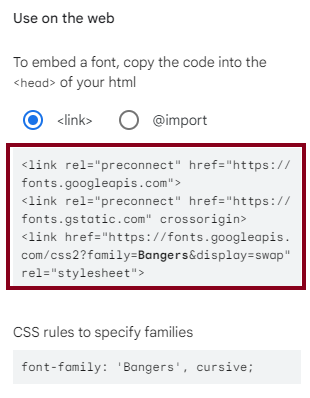 Use on the web
To embed a font, copy the code into the
<head> of your html
<link> @import
<link rel="preconnect" href="https://
fonts.googleapis.com">
<link rel="preconnect" href="https://
fonts.gstatic.com" crossorigin>
<link href="https://fonts.googleapis.
com/css2?family=Bangers&display=swap"
rel="stylesheet">
CSS rules to specify families
font-family: 'Bangers', cursive;